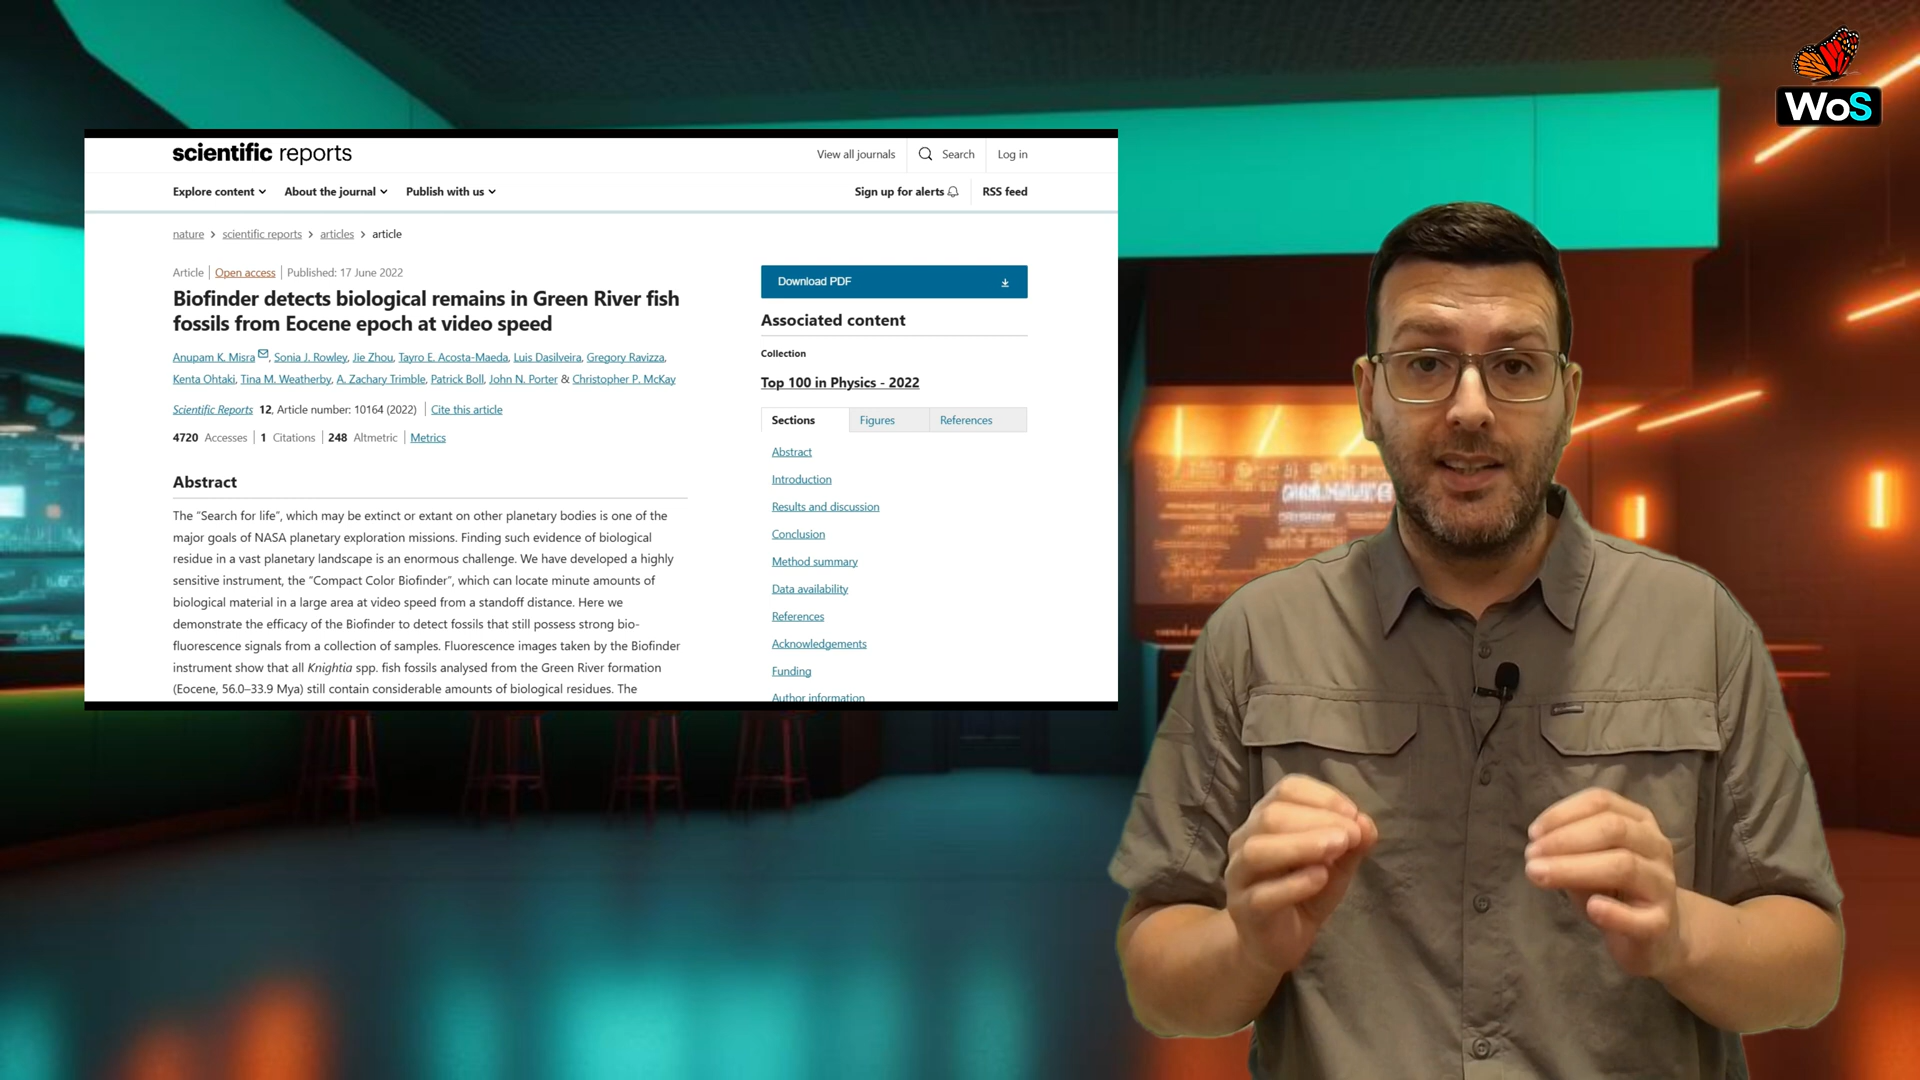 WoS
scientific reports
View all journals
Search
Log in
Explore content
About the journal
Publish with us
Sign up for alerts
RSS feed
nature > scientific reports > articles > article
Article | Open access | Published: 17 June 2022
Biofinder detects biological remains in Green River fish
fossils from Eocene epoch at video speed
Anupam K. Misra, Sonia J. Rowley, Jie Zhou, Tayro E. Acosta-Maeda, Luis Dasilveira, Gregory Ravizza,
Kenta Ohtaki, Tina M. Weatherby, A. Zachary Trimble, Patrick Boll, John N. Porter & Christopher P. McKay
Scientific Reports 12, Article number: 10164 (2022) | Cite this article
4720 Accesses | 1 Citations | 248 Altmetric | Metrics
Abstract
The “Search for life”, which may be extinct or extant on other planetary bodies is one of the
major goals of NASA planetary exploration missions. Finding such evidence of biological
residue in a vast planetary landscape is an enormous challenge. We have developed a highly
sensitive instrument, the “Compact Color Biofinder”, which can locate minute amounts of
biological material in a large area at video speed from a standoff distance. Here we
demonstrate the efficacy of the Biofinder to detect fossils that still possess strong bio-
fluorescence signals from a collection of samples. Fluorescence images taken by the Biofinder
instrument show that all Knightia spp. fish fossils analysed from the Green River formation
(Eocene, 56.0–33.9 Mya) still contain considerable amounts of biological residues. The
Download PDF
Associated content
Collection
Top 100 in Physics - 2022
Sections
Figures
References
Abstract
Introduction
Results and discussion
Conclusion
Method summary
Data availability
References
Acknowledgements
Funding
Author information